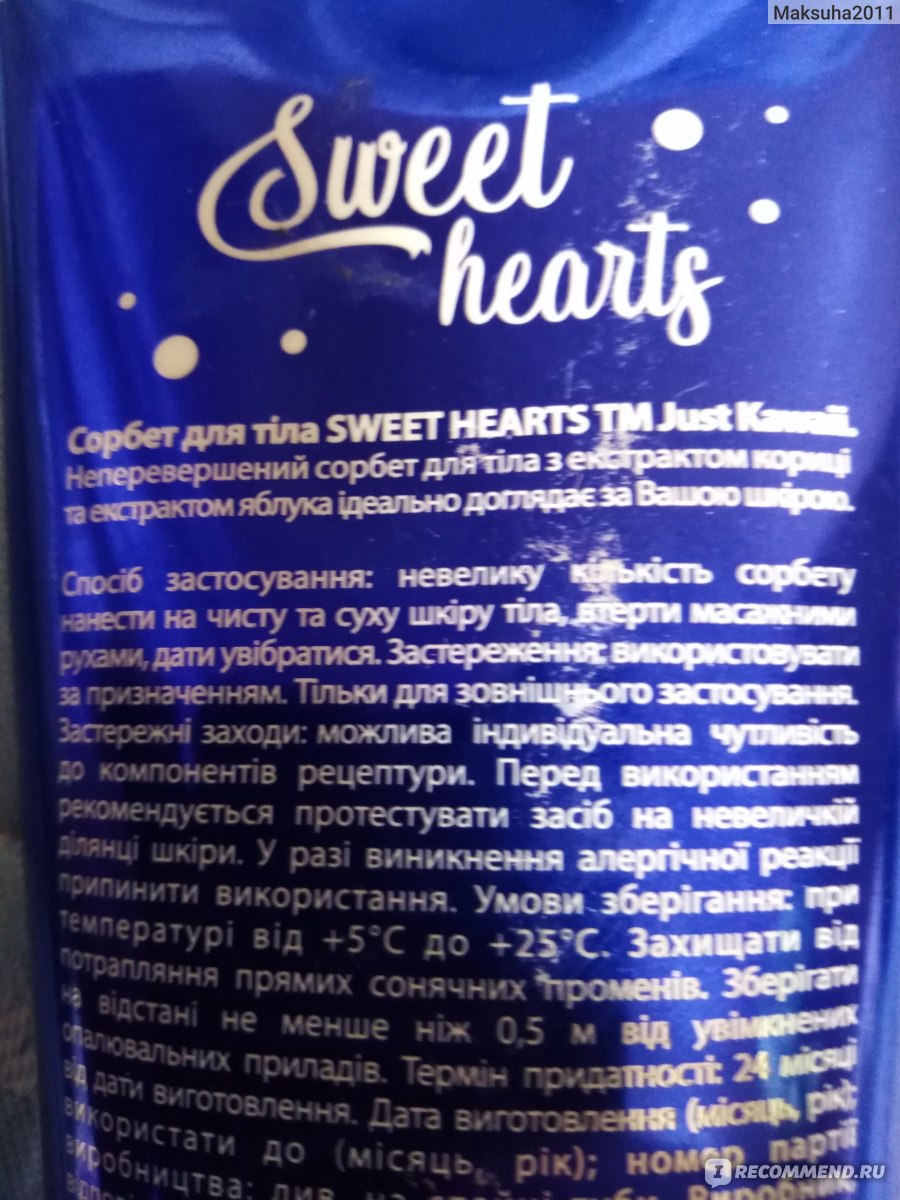 Maksuha2011
Sweet
hearts
Сорбет для тіла SWEET HEARTS TM Just Kawaii.
Неперевершений сорбет для тіла з екстрактом кориці
та екстрактом яблука ідеально доглядає за Вашою шкірою.
Спосіб застосування: невелику кількість сорбету
нанести на чисту та суху шкіру тіла, втерти масажними
рухами, дати увібратися. Застереження: використовувати
за призначенням. Тільки для зовнішнього застосування.
Застережні заходи: можлива індивідуальна чутливість
до компонентів рецептури. Перед використанням
рекомендується протестувати засіб на невеличкій
ділянці шкіри. У разі виникнення алергічної реакції
припинити використання. Умови зберігання: при
температурі від +5°C до +25°C. Захищати від
потрапляння прямих сонячних променів. Зберігати
на відстані не менше ніж 0,5 м від увімкнених
опалювальних приладів. Термін придатності: 24 місяці
від дати виготовлення. Дата виготовлення (місяць, рік);
використати до (місяць, рік); номер партії
виробництва: див. на
IRECOMMEND.RU